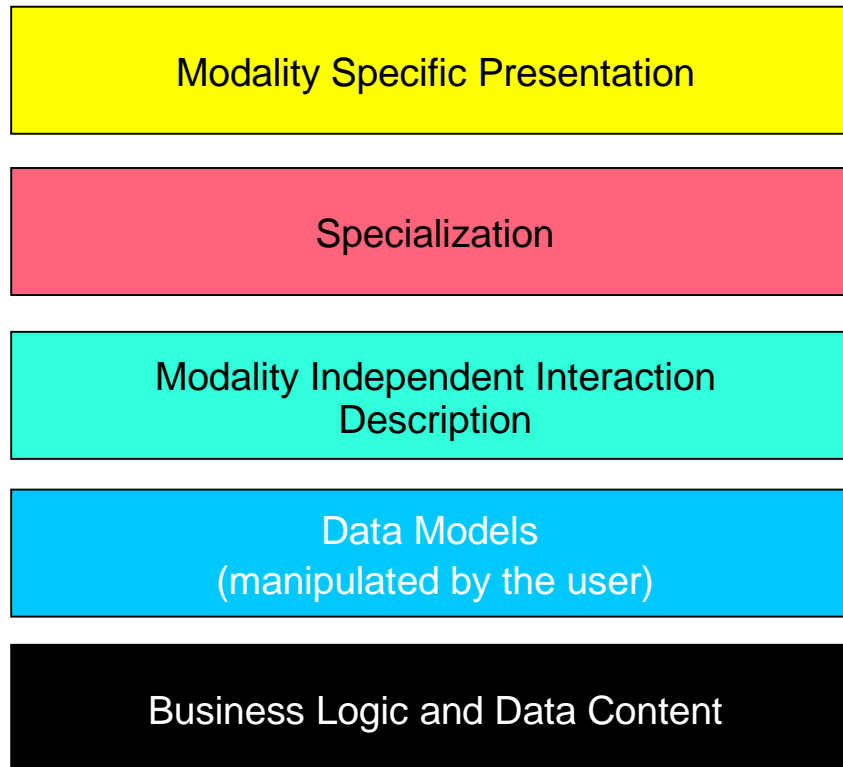 Modality Specific Presentation
Specialization
Modality Independent Interaction
Description
Data Models
(manipulated by the user)
Business Logic and Data Content